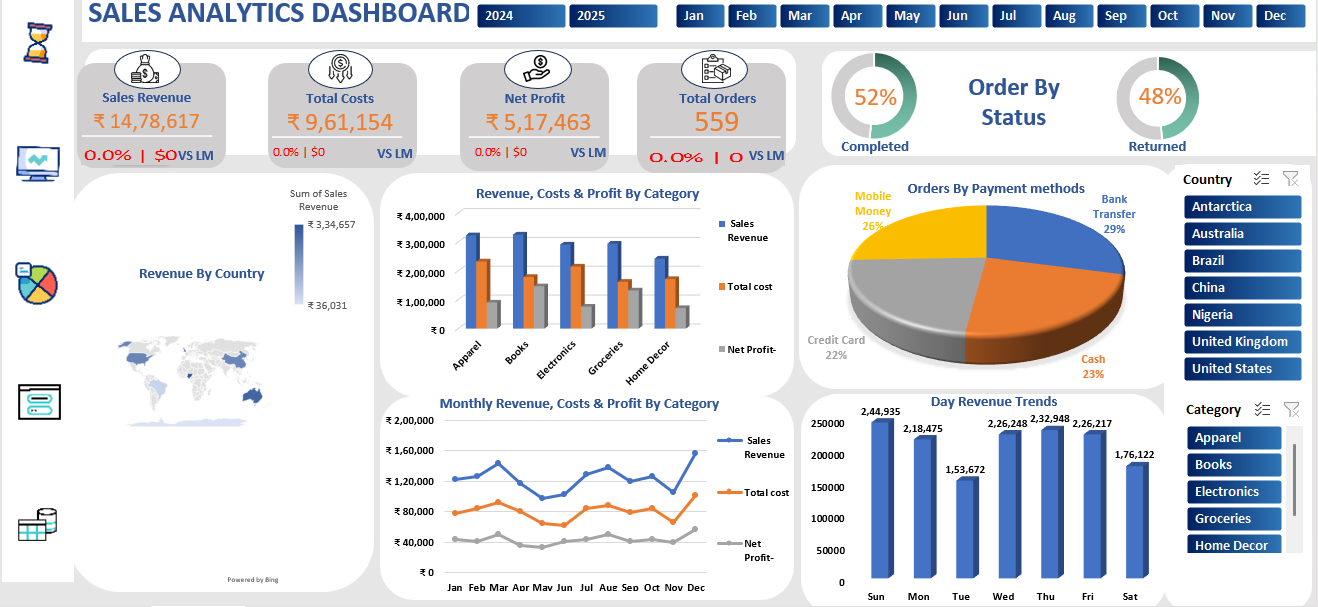 SALES ANALYTICS DASHBOARD
2024
2025
Jan
Feb
Mar
Apr
May
Jun
Jul
Aug
Sep
Oct
Nov
Dec
Sales Revenue
₹ 14,78,617
0.0% | $0 VS LM
Total Costs
₹ 9,61,154
0.0% | $0 VS LM
Net Profit
₹ 5,17,463
0.0% | $0 VS LM
Total Orders
559
0.0% | 0 VS LM
52%
Completed
Order By
Status
48%
Returned
Sum of Sales
Revenue
₹ 3,34,657
₹ 36,031
Revenue By Country
Powered by Bing
Revenue, Costs & Profit By Category
₹ 4,00,000
₹ 3,00,000
₹ 2,00,000
₹ 1,00,000
₹ 0
Apparel
Books
Electronics
Groceries
Home Decor
Sales
Revenue
Total cost
Net Profit-
Orders By Payment methods
Mobile
Money
26%
Bank
Transfer
29%
Credit Card
22%
Cash
23%
Country
Antarctica
Australia
Brazil
China
Nigeria
United Kingdom
United States
Monthly Revenue, Costs & Profit By Category
₹ 2,00,000
₹ 1,60,000
₹ 1,20,000
₹ 80,000
₹ 40,000
₹ 0
Jan Feb Mar Apr May Jun Jul Aug Sep Oct Nov Dec
Sales
Revenue
Total cost
Net
Profit-
Day Revenue Trends
250000
200000
150000
100000
50000
0
2,44,935
2,18,475
1,53,672
2,26,248
2,32,948
2,26,217
1,76,122
Sun Mon Tue Wed Thu Fri Sat
Category
Apparel
Books
Electronics
Groceries
Home Decor